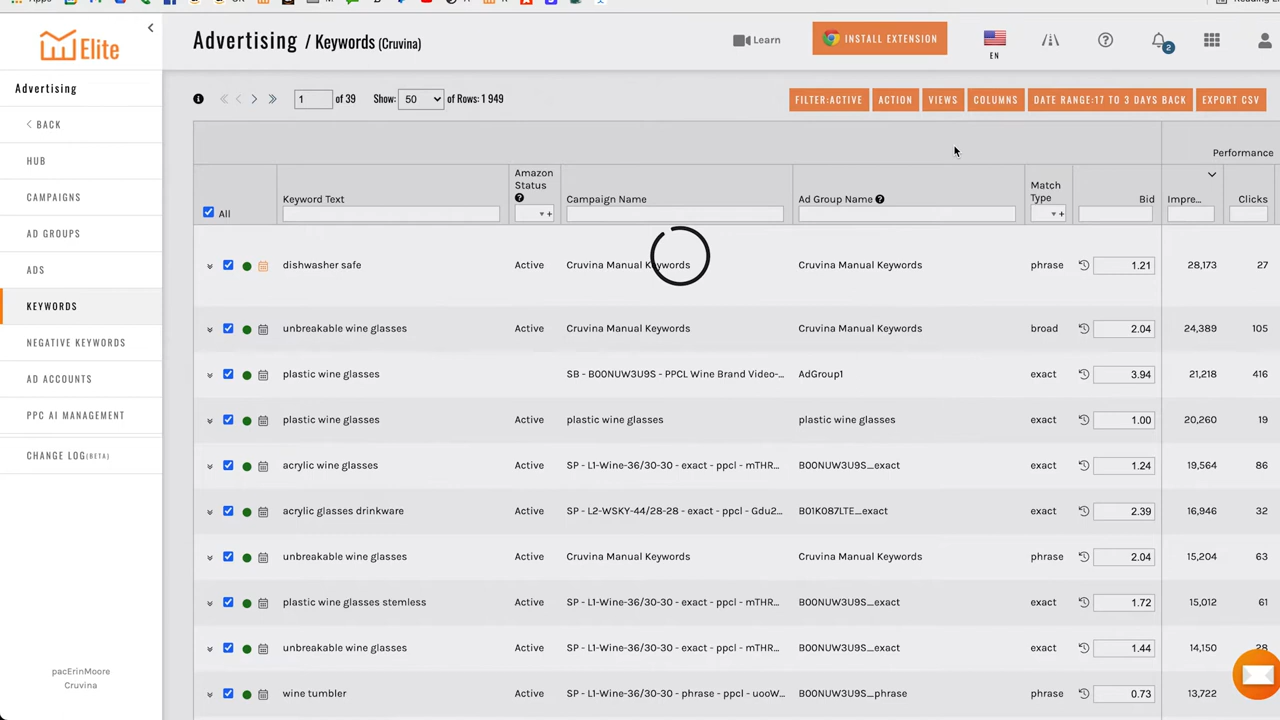 Elite
Advertising / Keywords (Cruvina)
Learn
INSTALL EXTENSION
EN
2
Advertising
BACK
HUB
CAMPAIGNS
AD GROUPS
ADS
KEYWORDS
NEGATIVE KEYWORDS
AD ACCOUNTS
PPC AI MANAGEMENT
CHANGE LOG(BETA)
pacErinMoore
Cruvina
1 of 39 Show: 50 of Rows: 1 949
FILTER:ACTIVE ACTION VIEWS COLUMNS DATE RANGE:17 TO 3 DAYS BACK EXPORT CSV
Performance
All Keyword Text Amazon Status Campaign Name Ad Group Name Match Type Bid Impre... Clicks
dishwasher safe Active Cruvina Manual Keywords Cruvina Manual Keywords phrase 1.21 28,173 27
unbreakable wine glasses Active Cruvina Manual Keywords Cruvina Manual Keywords broad 2.04 24,389 105
plastic wine glasses Active SB - B00NUW3U9S - PPCL Wine Brand Video-... AdGroup1 exact 3.94 21,218 416
plastic wine glasses Active plastic wine glasses plastic wine glasses exact 1.00 20,260 19
acrylic wine glasses Active SP - L1-Wine-36/30-30 - exact - ppcl - mTHR... B00NUW3U9S_exact exact 1.24 19,564 86
acrylic glasses drinkware Active SP - L2-WSKY-44/28-28 - exact - ppcl - Gdu2... B01K087LTE_exact exact 2.39 16,946 32
unbreakable wine glasses Active Cruvina Manual Keywords Cruvina Manual Keywords phrase 2.04 15,204 63
plastic wine glasses stemless Active SP - L1-Wine-36/30-30 - exact - ppcl - mTHR... B00NUW3U9S_exact exact 1.72 15,012 61
unbreakable wine glasses Active SP - L1-Wine-36/30-30 - exact - ppcl - mTHR... B00NUW3U9S_exact exact 1.44 14,150
wine tumbler Active SP - L1-Wine-36/30-30 - phrase - ppcl - uooW... B00NUW3U9S_phrase phrase 0.73 13,722